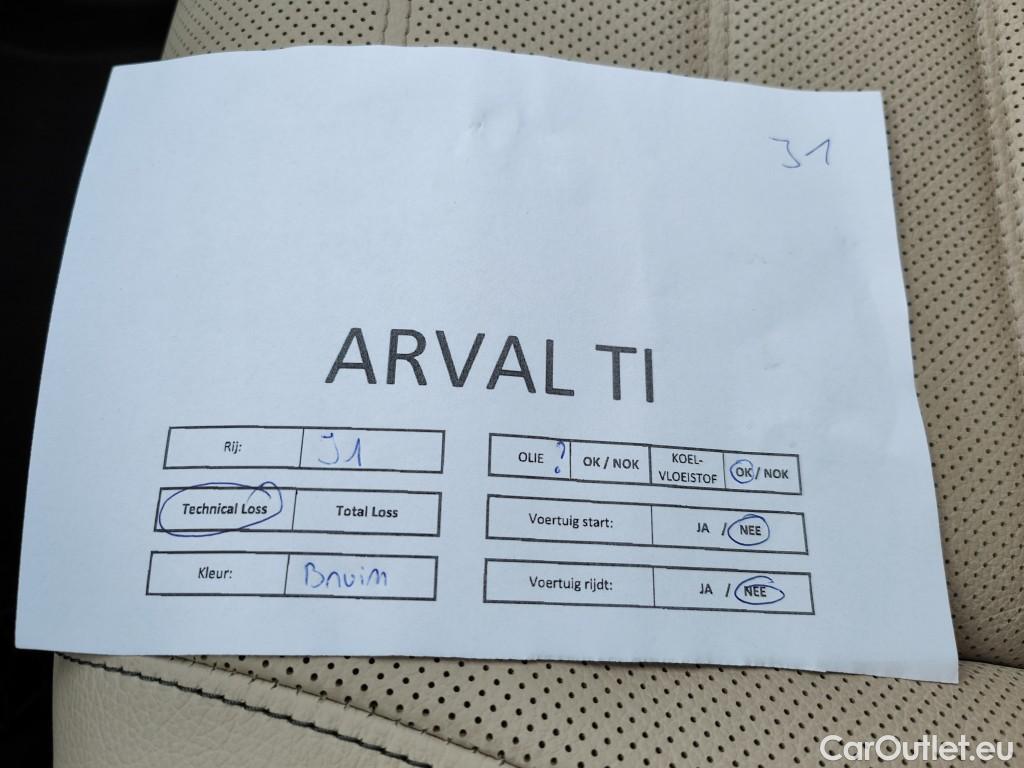 J1
ARVAL TI
Rij: J1
OLIE ? OK / NOK KOEL-VLOEISTOF OK / NOK
Technical Loss Total Loss
Voertuig start: JA / NEE
Kleur: Bruin
Voertuig rijdt: JA / NEE
CarOutlet.eu